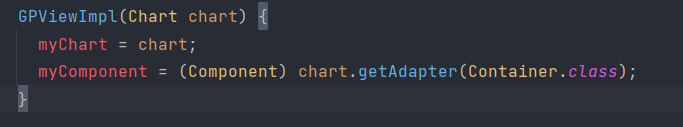 GPViewImpl(Chart chart) {
myChart = chart;
myComponent = (Component) chart.getAdapter(Container.class);
}